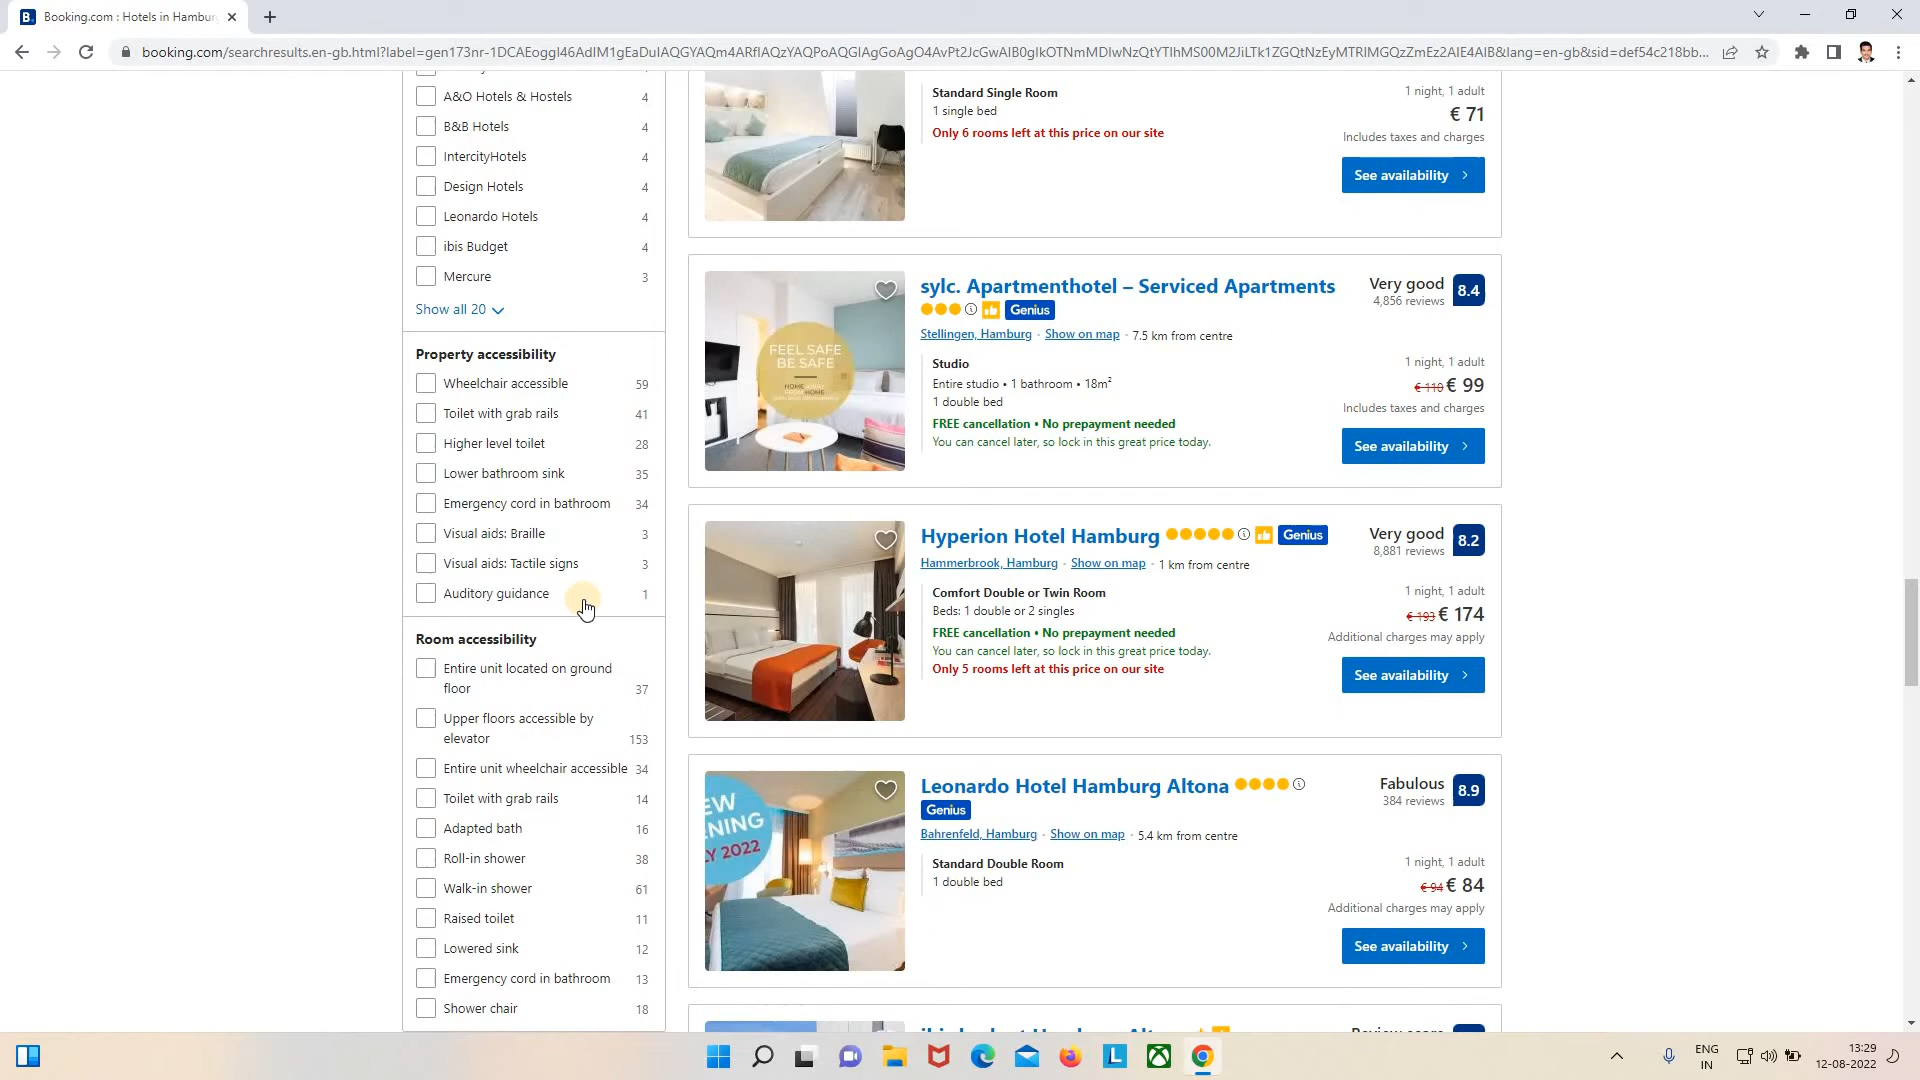 Booking.com : Hotels in Hambur
booking.com/searchresults.en-gb.html?label=gen173nr-1DCAEoggI46AdIM1gEaDuIAQGYAQm4ARfIAQzYAQPoAQGIAgGoAgO4AvPt2JcGwAIB0gIkOTNmMDIwNzQtYTlhMS00M2JiLTk1ZGQtNzEyMTRlMGQzZmEz2AIE4AIB&lang=en-gb&sid=def54c218bb...
A&O Hotels & Hostels 4
B&B Hotels 4
IntercityHotels 4
Design Hotels 4
Leonardo Hotels 4
ibis Budget 4
Mercure 3
Show all 20
Property accessibility
Wheelchair accessible 59
Toilet with grab rails 41
Higher level toilet 28
Lower bathroom sink 35
Emergency cord in bathroom 34
Visual aids: Braille 3
Visual aids: Tactile signs 3
Auditory guidance 1
Room accessibility
Entire unit located on ground
floor 37
Upper floors accessible by
elevator 153
Entire unit wheelchair accessible 34
Toilet with grab rails 14
Adapted bath 16
Roll-in shower 38
Walk-in shower 61
Raised toilet 11
Lowered sink 12
Emergency cord in bathroom 13
Shower chair 18
Standard Single Room
1 single bed
Only 6 rooms left at this price on our site
1 night, 1 adult
€ 71
Includes taxes and charges
See availability
FEEL SAFE
BE SAFE
sylc. Apartmenthotel – Serviced Apartments
Genius
Stellingen, Hamburg · Show on map · 7.5 km from centre
Studio
Entire studio • 1 bathroom • 18m²
1 double bed
FREE cancellation • No prepayment needed
You can cancel later, so lock in this great price today.
Very good 8.4
4,856 reviews
1 night, 1 adult
€ 110 € 99
Includes taxes and charges
See availability
Hyperion Hotel Hamburg Genius
Hammerbrook, Hamburg · Show on map · 1 km from centre
Comfort Double or Twin Room
Beds: 1 double or 2 singles
FREE cancellation • No prepayment needed
You can cancel later, so lock in this great price today.
Only 5 rooms left at this price on our site
Very good 8.2
8,881 reviews
1 night, 1 adult
€ 193 € 174
Additional charges may apply
See availability
EW
NING
LY 2022
Leonardo Hotel Hamburg Altona
Genius
Bahrenfeld, Hamburg · Show on map · 5.4 km from centre
Standard Double Room
1 double bed
Fabulous 8.9
384 reviews
1 night, 1 adult
€ 94 € 84
Additional charges may apply
See availability
ENG
IN
13:29
12-08-2022